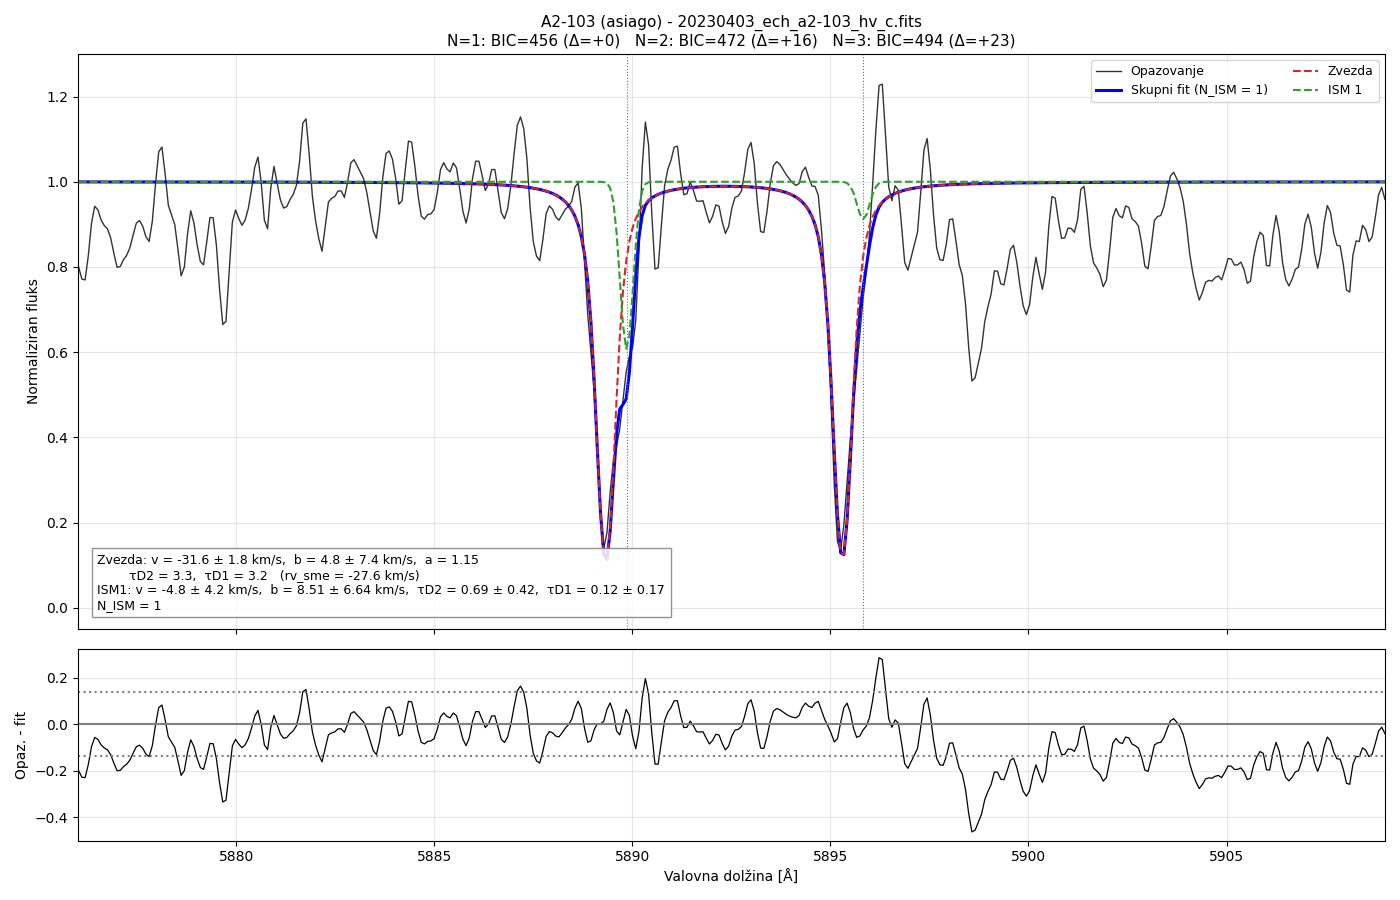 A2-103 (asiago) - 20230403_ech_a2-103_hv_c.fits
N=1: BIC=456 (Δ=+0)   N=2: BIC=472 (Δ=+16)   N=3: BIC=494 (Δ=+23)
Opazovanje
Skupni fit (N_ISM = 1)
Zvezda
ISM 1
Normaliziran fluks
1.2
1.0
0.8
0.6
0.4
0.2
0.0
Zvezda: v = -31.6 ± 1.8 km/s,  b = 4.8 ± 7.4 km/s,  a = 1.15
τD2 = 3.3,  τD1 = 3.2   (rv_sme = -27.6 km/s)
ISM1: v = -4.8 ± 4.2 km/s,  b = 8.51 ± 6.64 km/s,  τD2 = 0.69 ± 0.42,  τD1 = 0.12 ± 0.17
N_ISM = 1
Opaz. - fit
0.2
0.0
−0.2
−0.4
5880
5885
5890
5895
5900
5905
Valovna dolžina [Å]